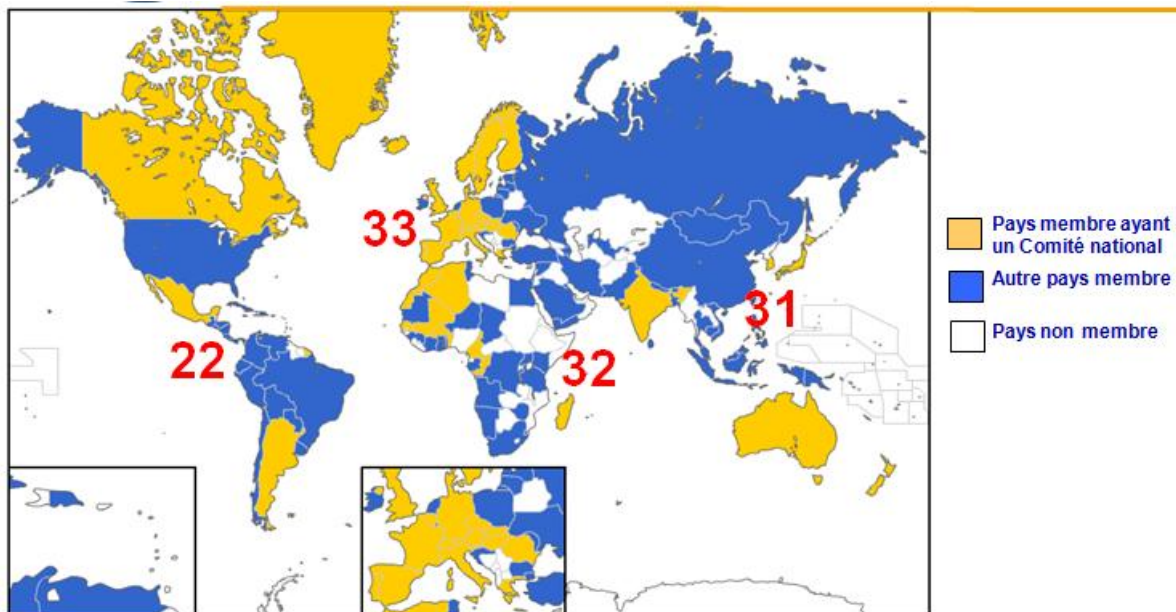 33
22
32
31
Pays membre ayant
un Comité national
Autre pays membre
Pays non membre